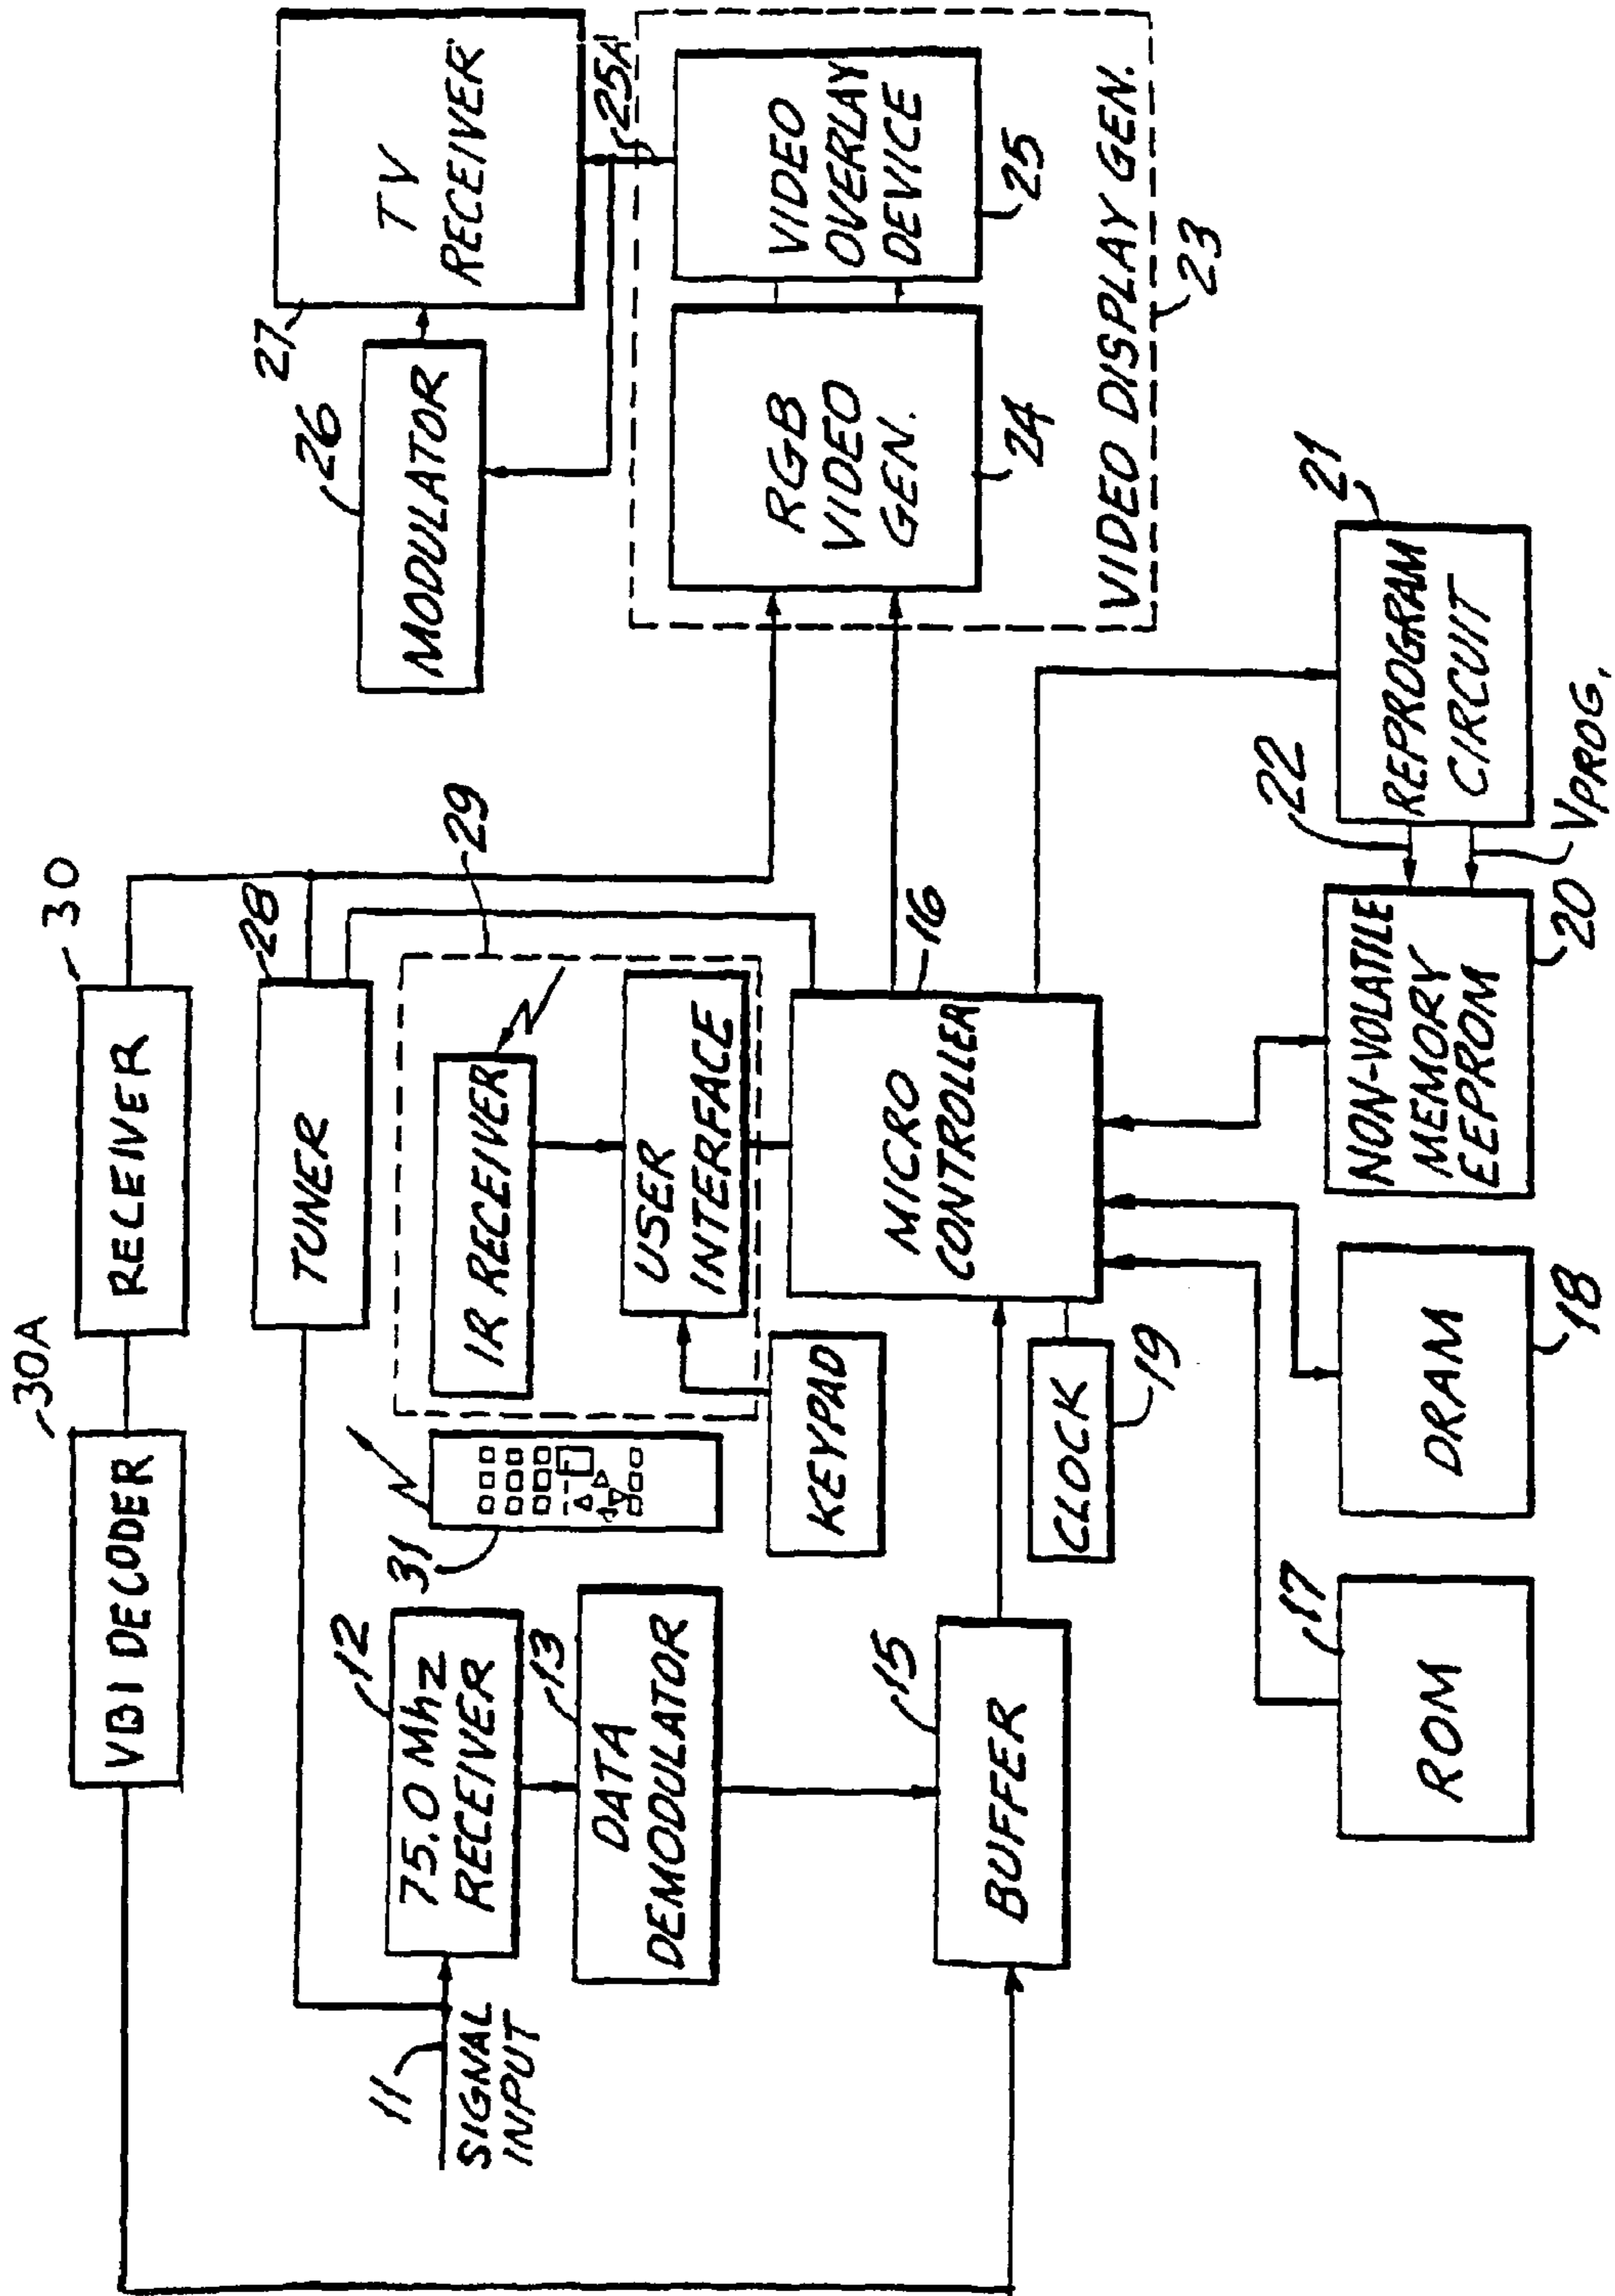 30A
30
VBI DECODER
RECEIVER
28
TUNER
29
27
TV
RECEIVER
26
MODULATOR
25A
11
SIGNAL
INPUT
12
75.0 Mhz
RECEIVER
13
DATA
DEMODULATOR
31
IR RECEIVER
USER
INTERFACE
KEYPAD
RGB
VIDEO
GEN.
24
VIDEO
OVERLAY
DEVICE
25
VIDEO DISPLAY GEN.
23
15
BUFFER
MICRO
CONTROLLER
16
CLOCK
19
17
ROM
DRAM
18
NON-VOLATILE
MEMORY
EEPROM
20
22
VPROG.
21
REPROGRAM
CIRCUIT